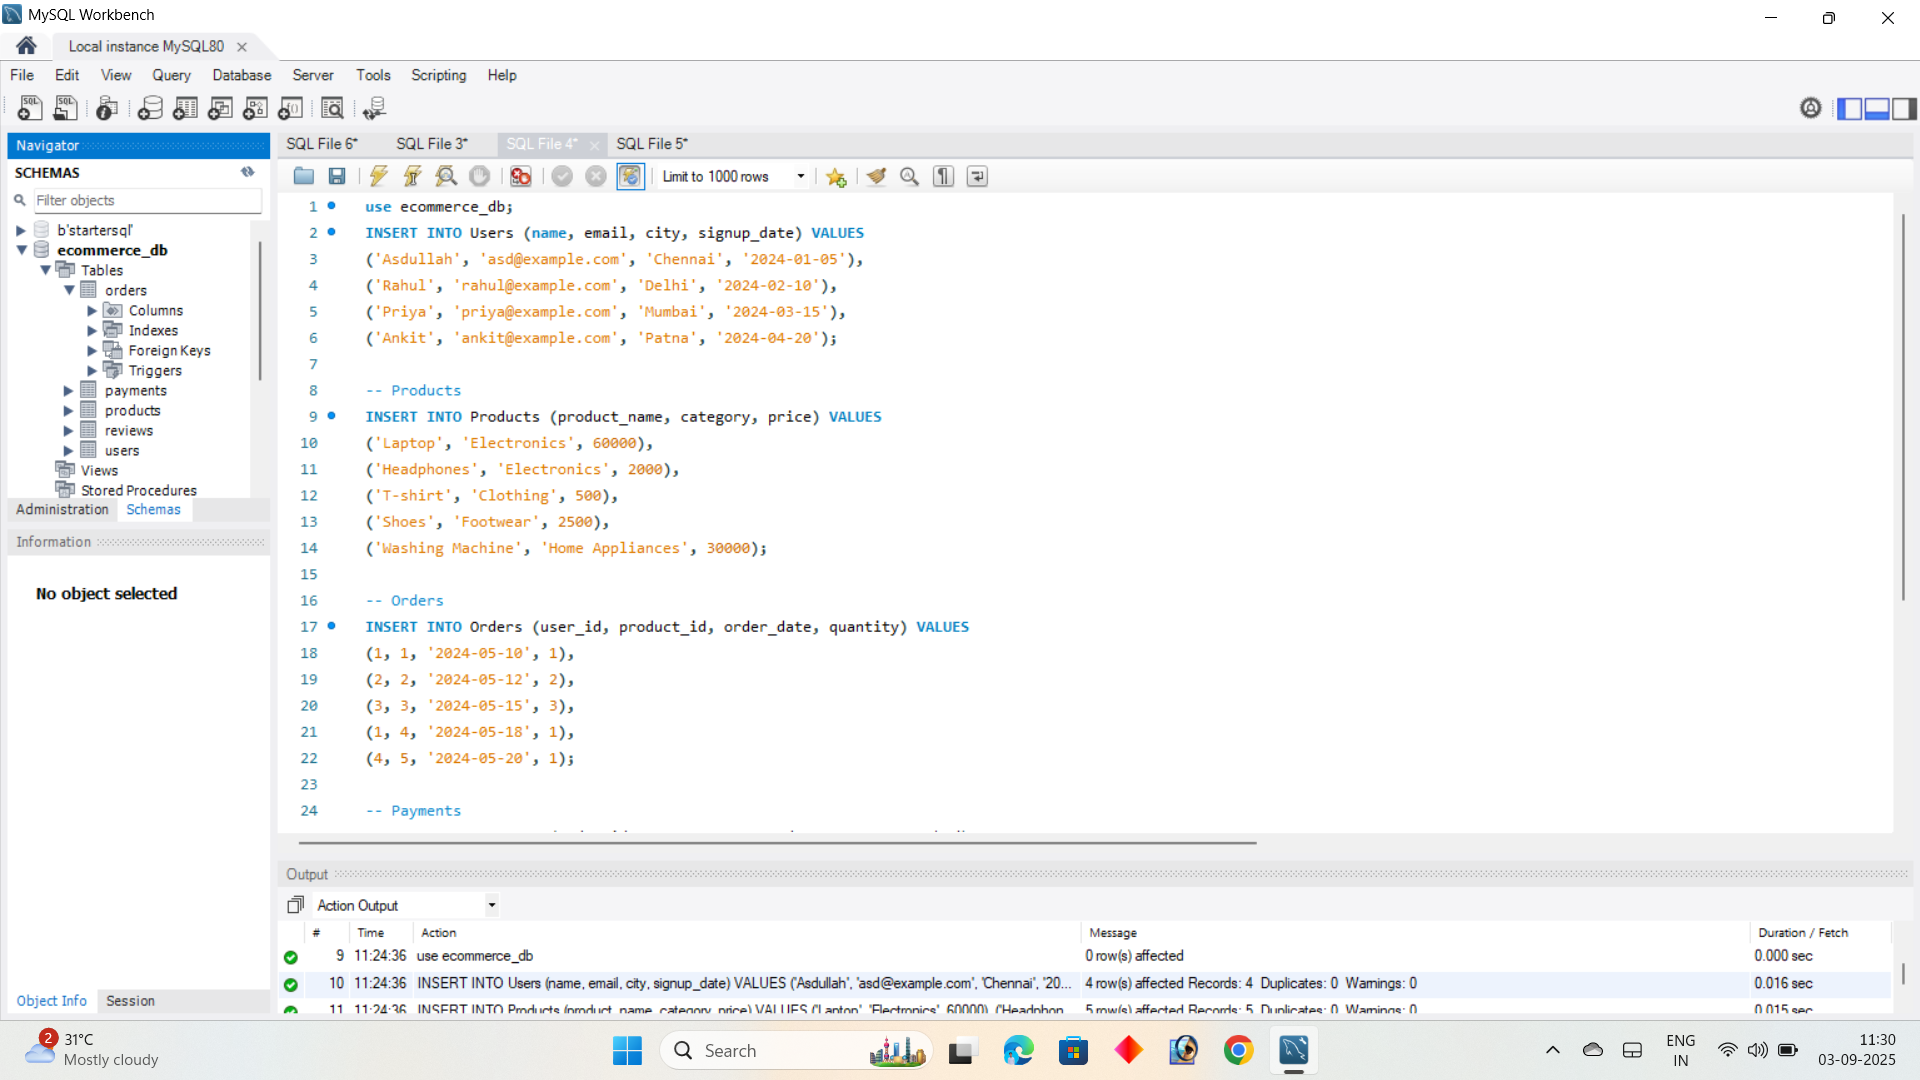 MySQL Workbench
Local instance MySQL80
File Edit View Query Database Server Tools Scripting Help
Navigator
SCHEMAS
Filter objects
b'startersql'
ecommerce_db
Tables
orders
Columns
Indexes
Foreign Keys
Triggers
payments
products
reviews
users
Views
Stored Procedures
Administration Schemas
Information
No object selected
Object Info Session
SQL File 6* SQL File 3* SQL File 4* SQL File 5*
Limit to 1000 rows
1 use ecommerce_db;
2 INSERT INTO Users (name, email, city, signup_date) VALUES
3 ('Asdullah', 'asd@example.com', 'Chennai', '2024-01-05'),
4 ('Rahul', 'rahul@example.com', 'Delhi', '2024-02-10'),
5 ('Priya', 'priya@example.com', 'Mumbai', '2024-03-15'),
6 ('Ankit', 'ankit@example.com', 'Patna', '2024-04-20');
7
8 -- Products
9 INSERT INTO Products (product_name, category, price) VALUES
10 ('Laptop', 'Electronics', 60000),
11 ('Headphones', 'Electronics', 2000),
12 ('T-shirt', 'Clothing', 500),
13 ('Shoes', 'Footwear', 2500),
14 ('Washing Machine', 'Home Appliances', 30000);
15
16 -- Orders
17 INSERT INTO Orders (user_id, product_id, order_date, quantity) VALUES
18 (1, 1, '2024-05-10', 1),
19 (2, 2, '2024-05-12', 2),
20 (3, 3, '2024-05-15', 3),
21 (1, 4, '2024-05-18', 1),
22 (4, 5, '2024-05-20', 1);
23
24 -- Payments
Output
Action Output
# Time Action Message Duration / Fetch
9 11:24:36 use ecommerce_db 0 row(s) affected 0.000 sec
10 11:24:36 INSERT INTO Users (name, email, city, signup_date) VALUES ('Asdullah', 'asd@example.com', 'Chennai', '20... 4 row(s) affected Records: 4 Duplicates: 0 Warnings: 0 0.016 sec
11 11:24:36 INSERT INTO Products (product_name, category, price) VALUES ('Laptop', 'Electronics', 60000), ('Headphon... 5 row(s) affected Records: 5 Duplicates: 0 Warnings: 0 0.015 sec
2
31°C
Mostly cloudy
Search
ENG
IN
11:30
03-09-2025